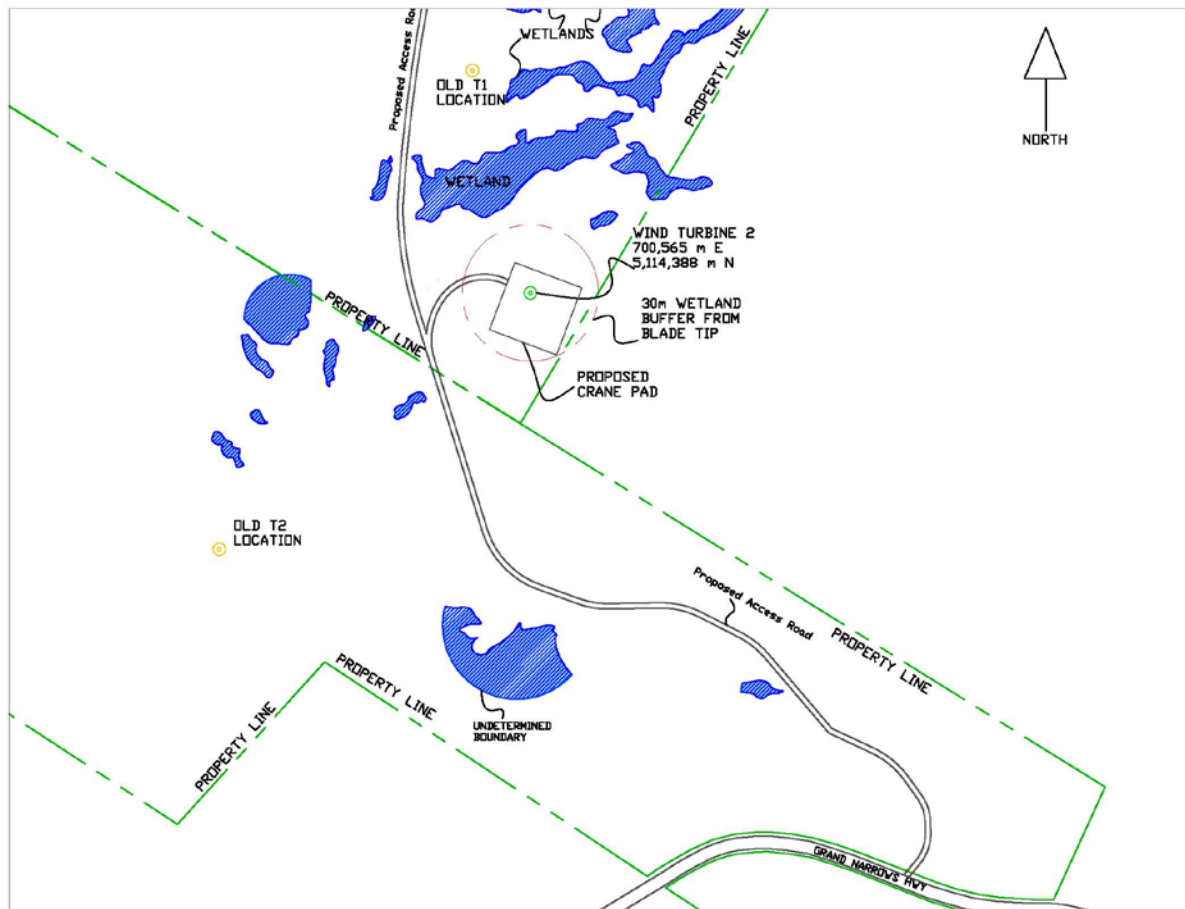 Proposed Access Roa
WETLANDS
OLD T1
LOCATION
PROPERTY LINE
NORTH
WETLAND
WIND TURBINE 2
700,565 m E
5,114,388 m N
30m WETLAND
BUFFER FROM
BLADE TIP
PROPERTY LINE
PROPOSED
CRANE PAD
OLD T2
LOCATION
Proposed Access Road
PROPERTY LINE
PROPERTY LINE
PROPERTY LINE
UNDETERMINED
BOUNDARY
GRAND NARROWS HWY